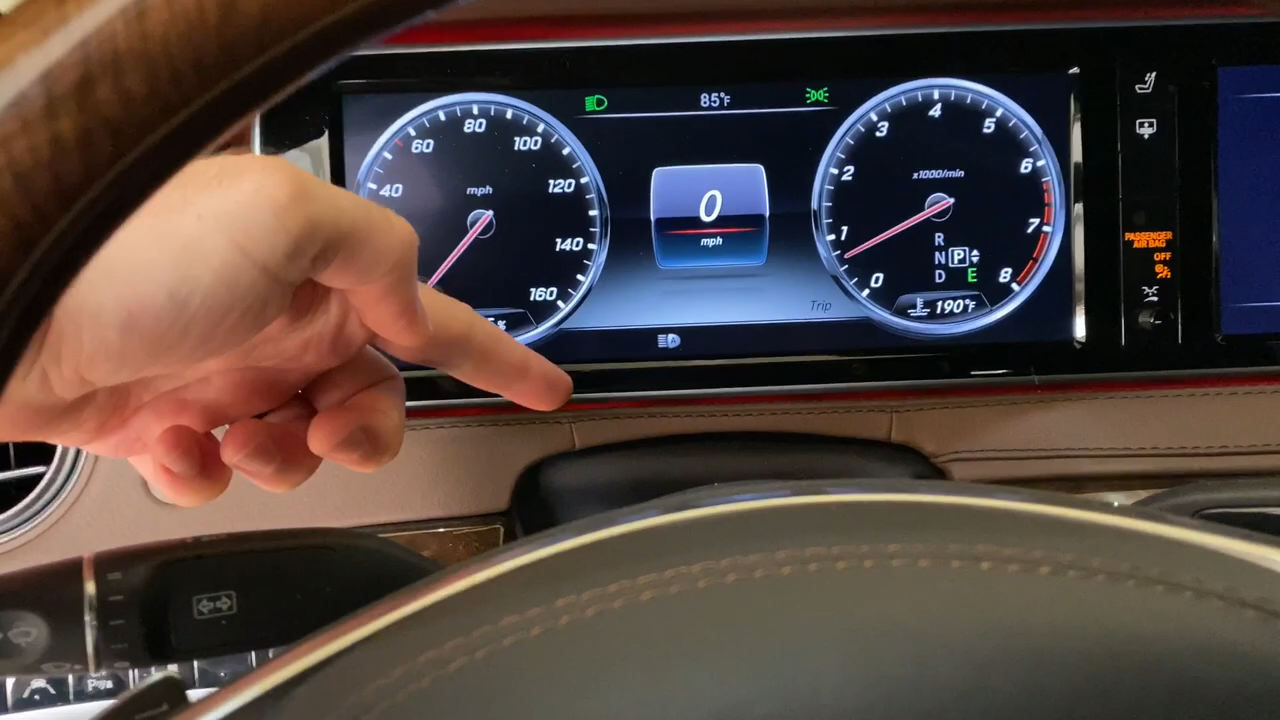 85°F
80
60
100
40
mph
120
140
160
%
0
mph
Trip
4
3
5
2
6
x1000/min
1
7
0
8
R
N P
D E
190°F
A
PASSENGER
AIR BAG
OFF